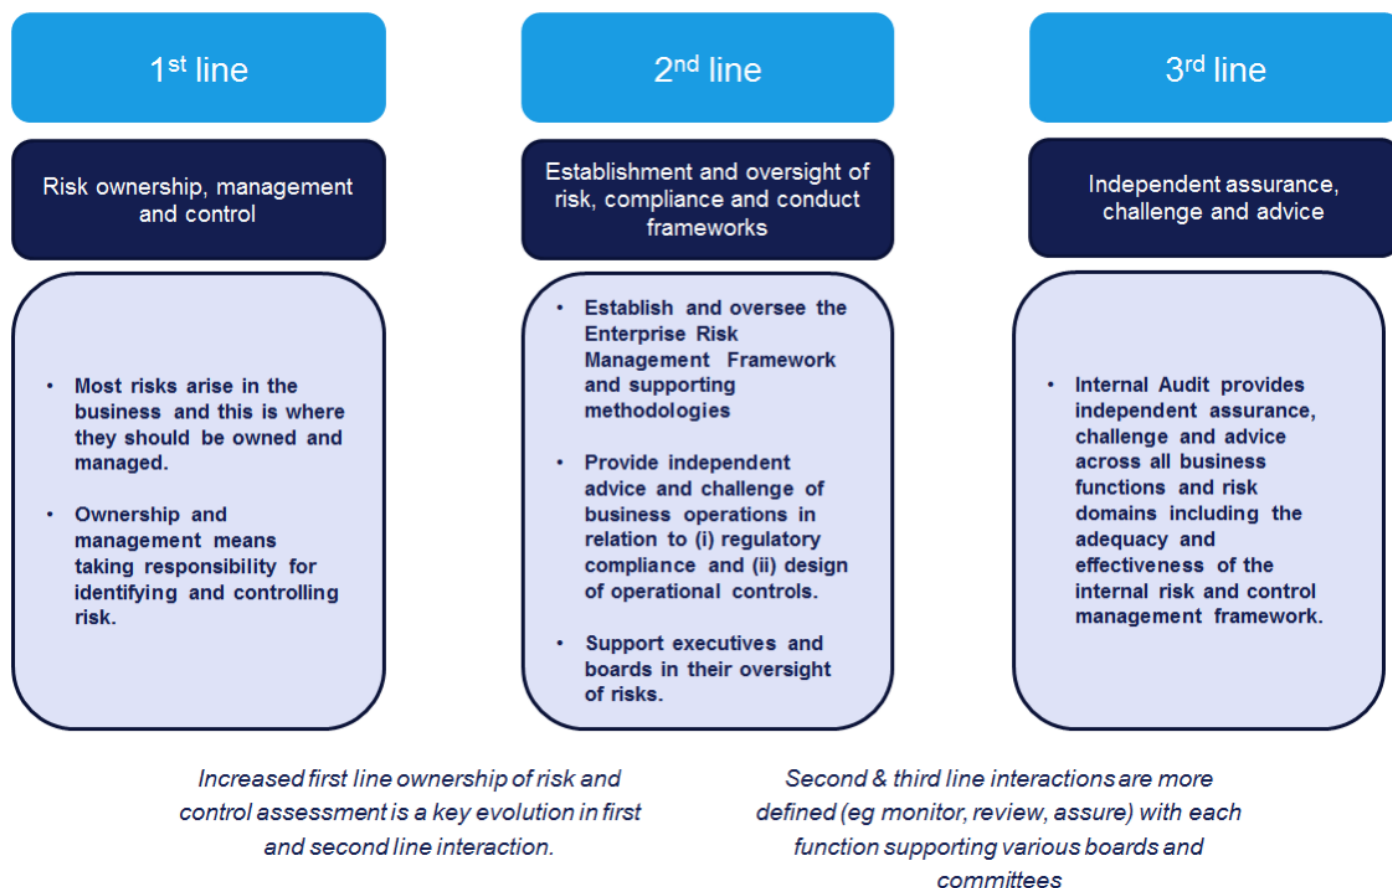 1st line
Risk ownership, management
and control
• Most risks arise in the
business and this is where
they should be owned and
managed.
• Ownership and
management means
taking responsibility for
identifying and controlling
risk.
2nd line
Establishment and oversight of
risk, compliance and conduct
frameworks
• Establish and oversee the
Enterprise Risk
Management Framework
and supporting
methodologies
• Provide independent
advice and challenge of
business operations in
relation to (i) regulatory
compliance and (ii) design
of operational controls.
• Support executives and
boards in their oversight
of risks.
3rd line
Independent assurance,
challenge and advice
• Internal Audit provides
independent assurance,
challenge and advice
across all business
functions and risk
domains including the
adequacy and
effectiveness of the
internal risk and control
management framework.
Increased first line ownership of risk and
control assessment is a key evolution in first
and second line interaction.
Second & third line interactions are more
defined (eg monitor, review, assure) with each
function supporting various boards and
committees